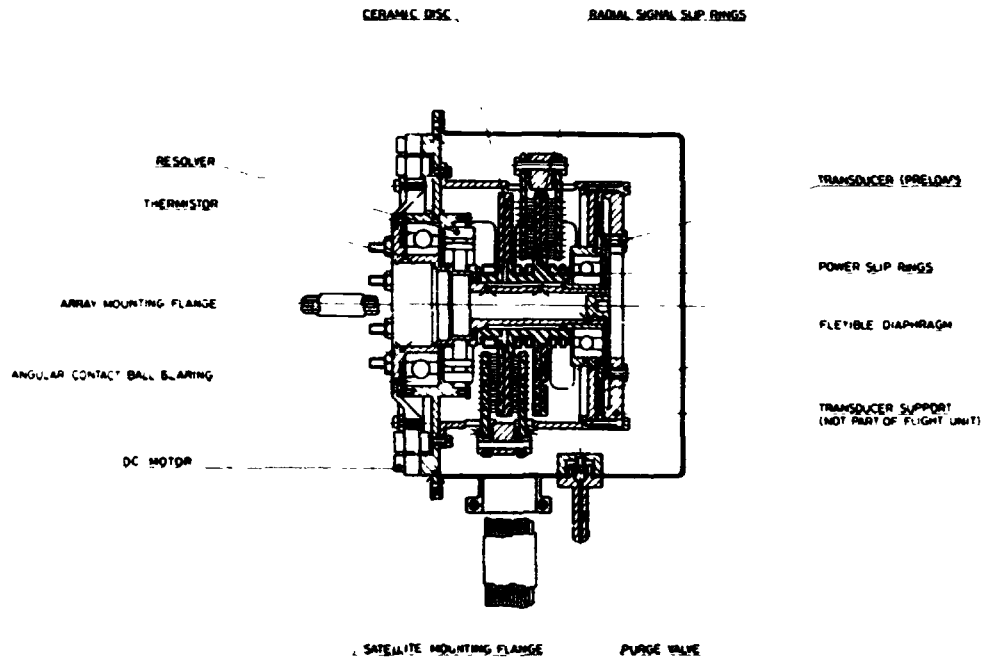 CERAMIC DISC
RADIAL SIGNAL SLIP RINGS
RESOLVER
THERMISTOR
ARRAY MOUNTING FLANGE
ANGULAR CONTACT BALL BEARING
DC MOTOR
TRANSDUCER (PRELOAD)
POWER SLIP RINGS
FLEXIBLE DIAPHRAGM
TRANSDUCER SUPPORT
(NOT PART OF FLIGHT UNIT)
SATELLITE MOUNTING FLANGE
PURGE VALVE